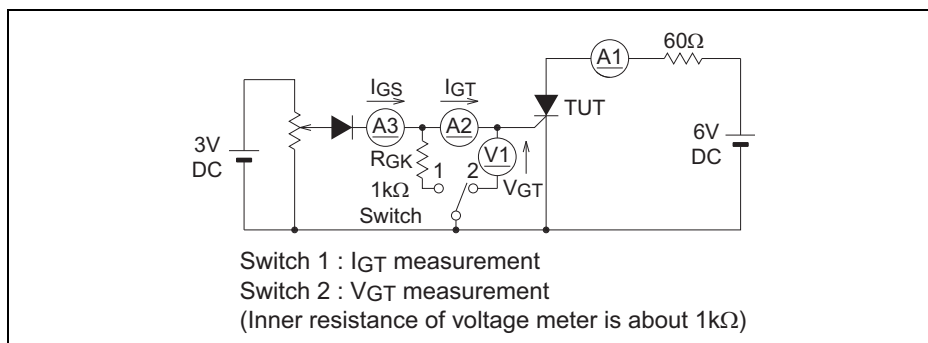 60Ω
A1
IGS
IGT
TUT
3V
DC
A3
A2
6V
DC
RGK
1
2
V1
1kΩ
VGT
Switch
Switch 1 : IGT measurement
Switch 2 : VGT measurement
(Inner resistance of voltage meter is about 1kΩ)